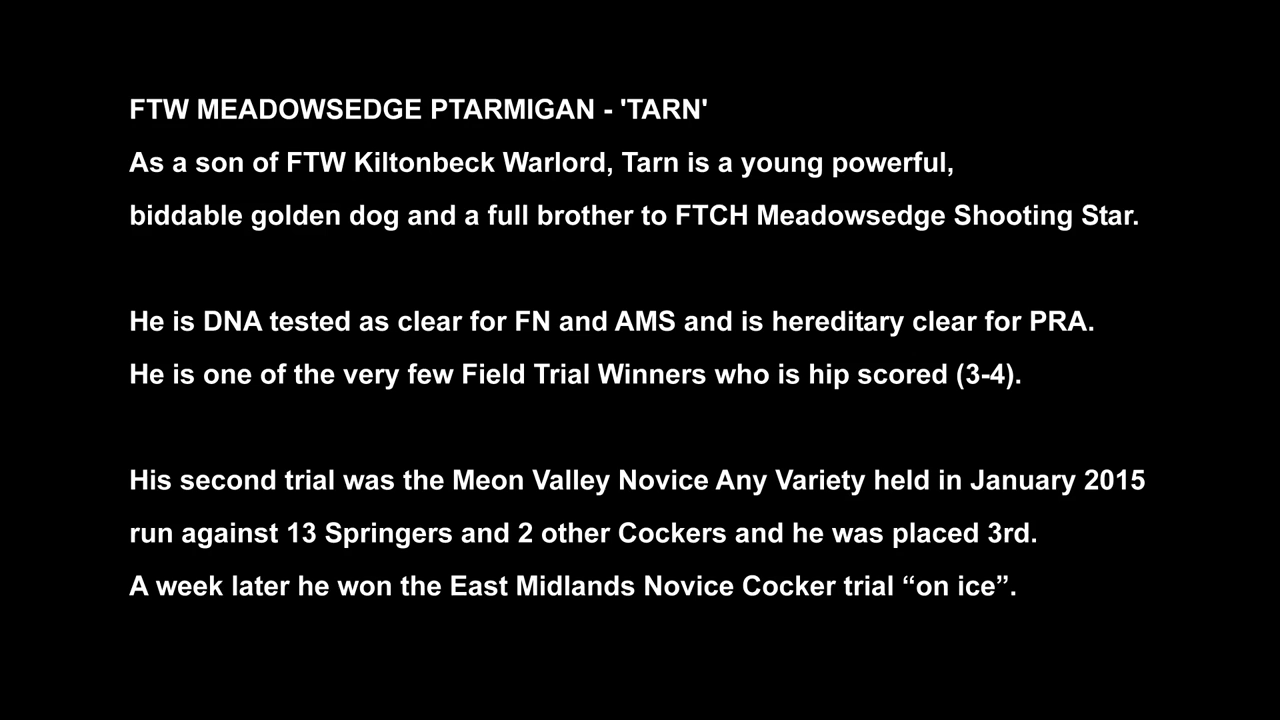 FTW MEADOWSEDGE PTARMIGAN - 'TARN'
As a son of FTW Kiltonbeck Warlord, Tarn is a young powerful,
biddable golden dog and a full brother to FTCH Meadowsedge Shooting Star.
He is DNA tested as clear for FN and AMS and is hereditary clear for PRA.
He is one of the very few Field Trial Winners who is hip scored (3-4).
His second trial was the Meon Valley Novice Any Variety held in January 2015
run against 13 Springers and 2 other Cockers and he was placed 3rd.
A week later he won the East Midlands Novice Cocker trial “on ice”.